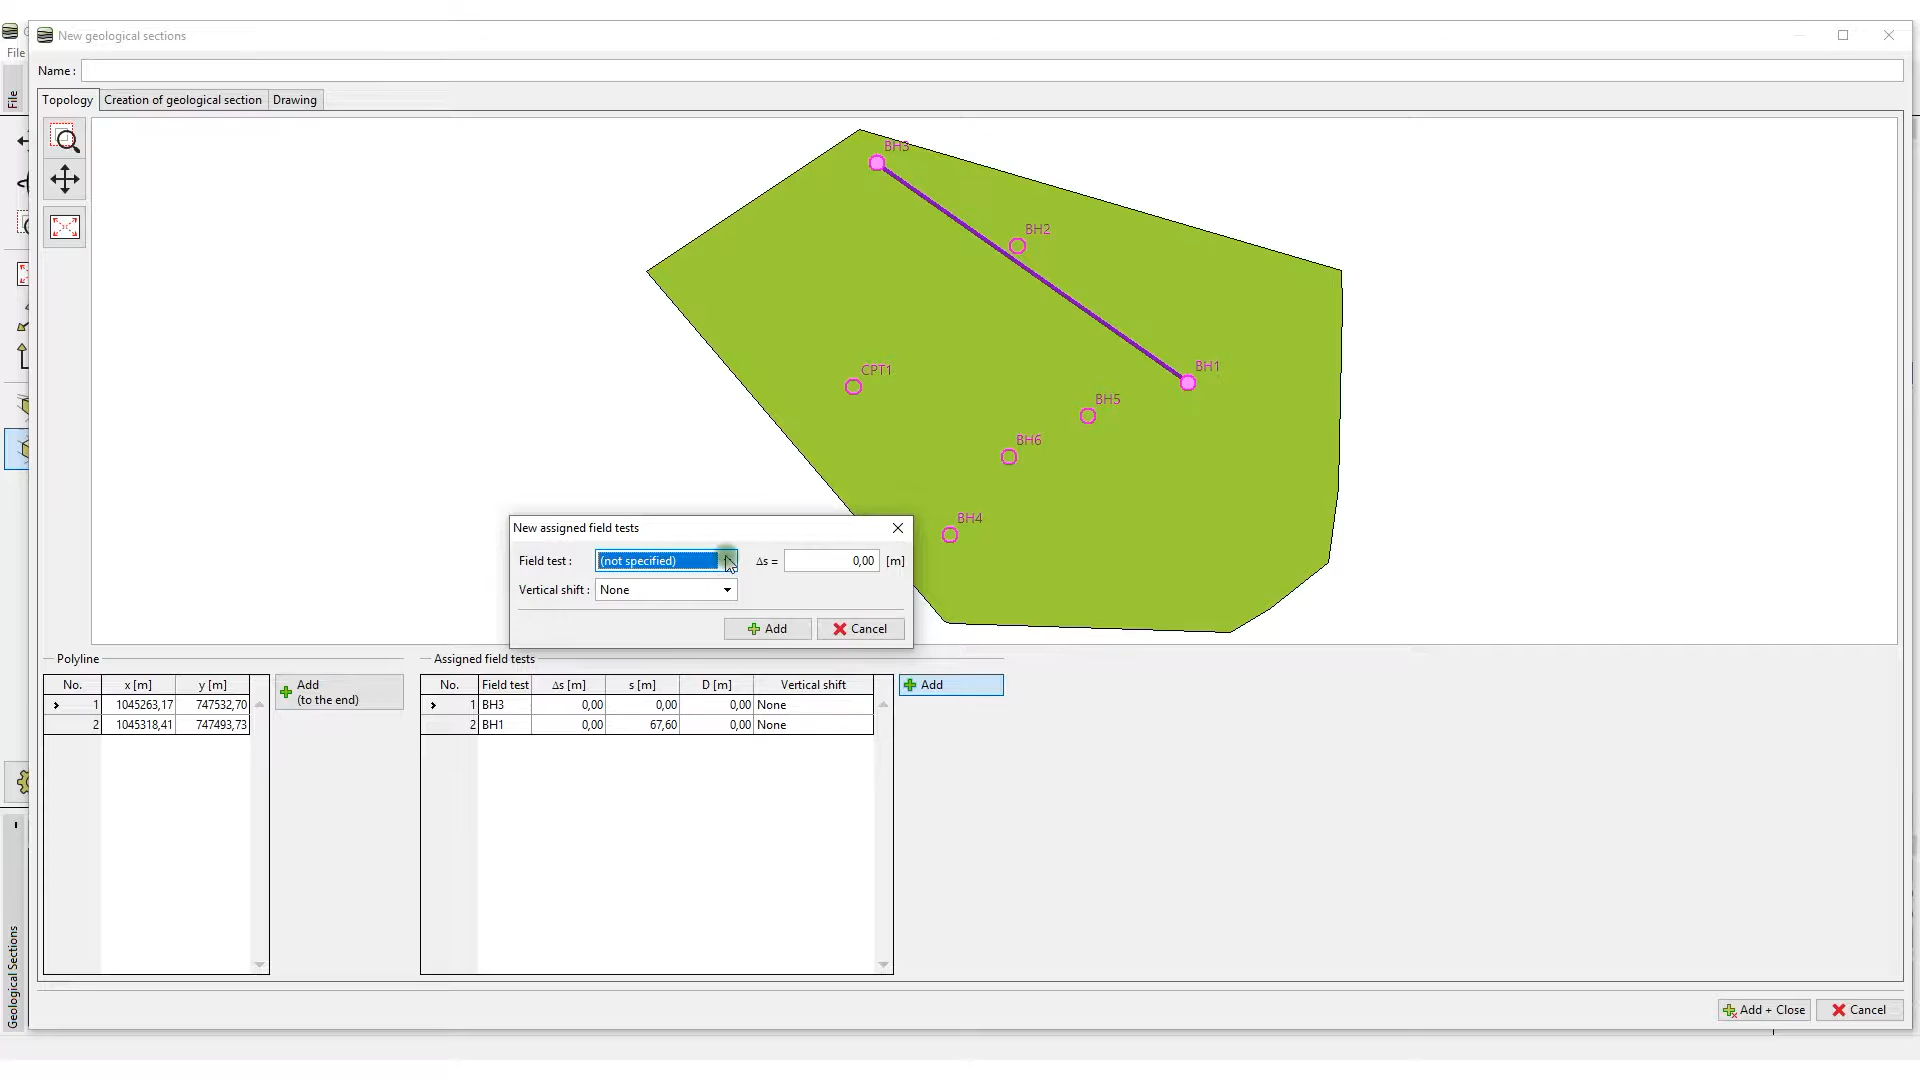 New geological sections
File
Name :
File
Topology
Creation of geological section
Drawing
BH3
BH2
BH1
CPT1
BH5
BH6
BH4
New assigned field tests
Field test :
(not specified)
Δs =
0,00
[m]
Vertical shift :
None
Add
Cancel
Polyline
No. x [m] y [m]
1 1045263,17 747532,70
2 1045318,41 747493,73
Add
(to the end)
Assigned field tests
No. Field test Δs [m] s [m] D [m] Vertical shift
1 BH3 0,00 0,00 0,00 None
2 BH1 0,00 67,60 0,00 None
Add
Geological Sections
Add + Close
Cancel